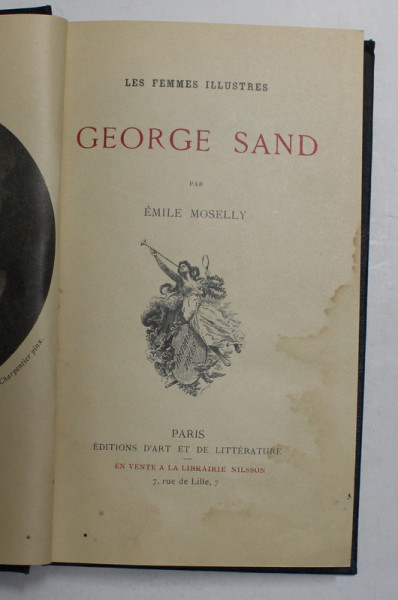 Charpentier pinx.
LES FEMMES ILLUSTRES
GEORGE SAND
PAR
ÉMILE MOSELLY
PARIS
ÉDITIONS D'ART ET DE LITTÉRATURE
EN VENTE A LA LIBRAIRIE NILSSON
7, rue de Lille, 7